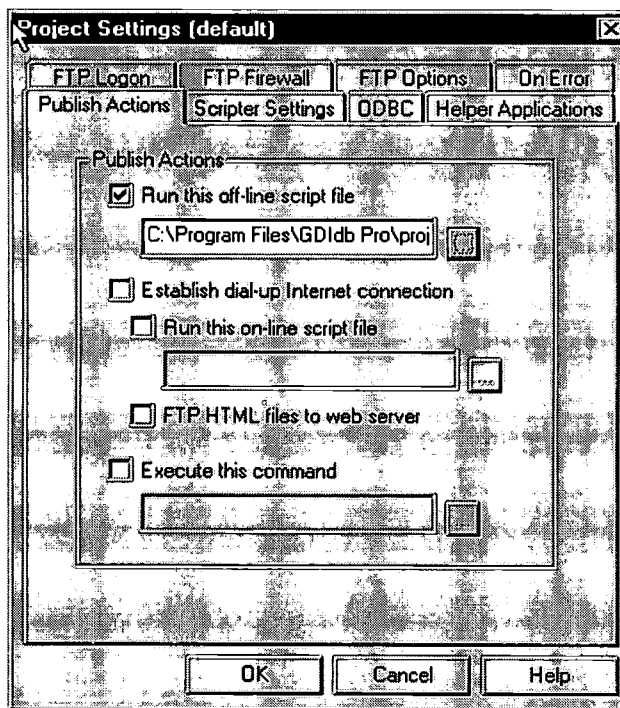 Project Settings (default)
FTP Logon FTP Firewall FTP Options On Error
Publish Actions Scripter Settings ODBC Helper Applications
Publish Actions
Run this off-line script file
C:\Program Files\GDIdb Pro\proj
Establish dial-up Internet connection
Run this on-line script file
...
FTP HTML files to web server
Execute this command
OK Cancel Help